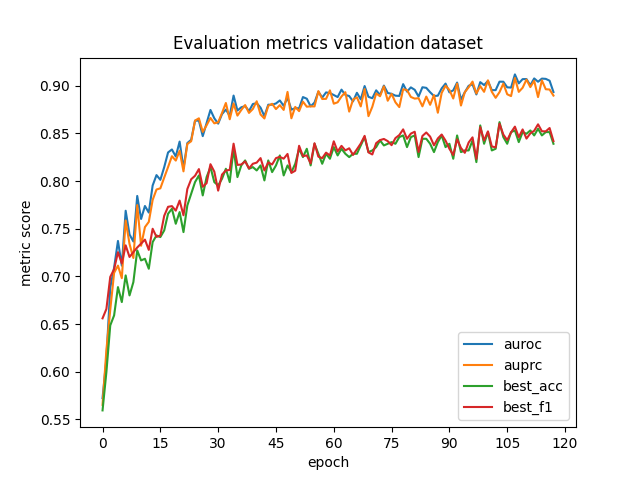 Evaluation metrics validation dataset
metric score
0.90
0.85
0.80
0.75
0.70
0.65
0.60
0.55
auroc
auprc
best_acc
best_f1
0 15 30 45 60 75 90 105 120
epoch